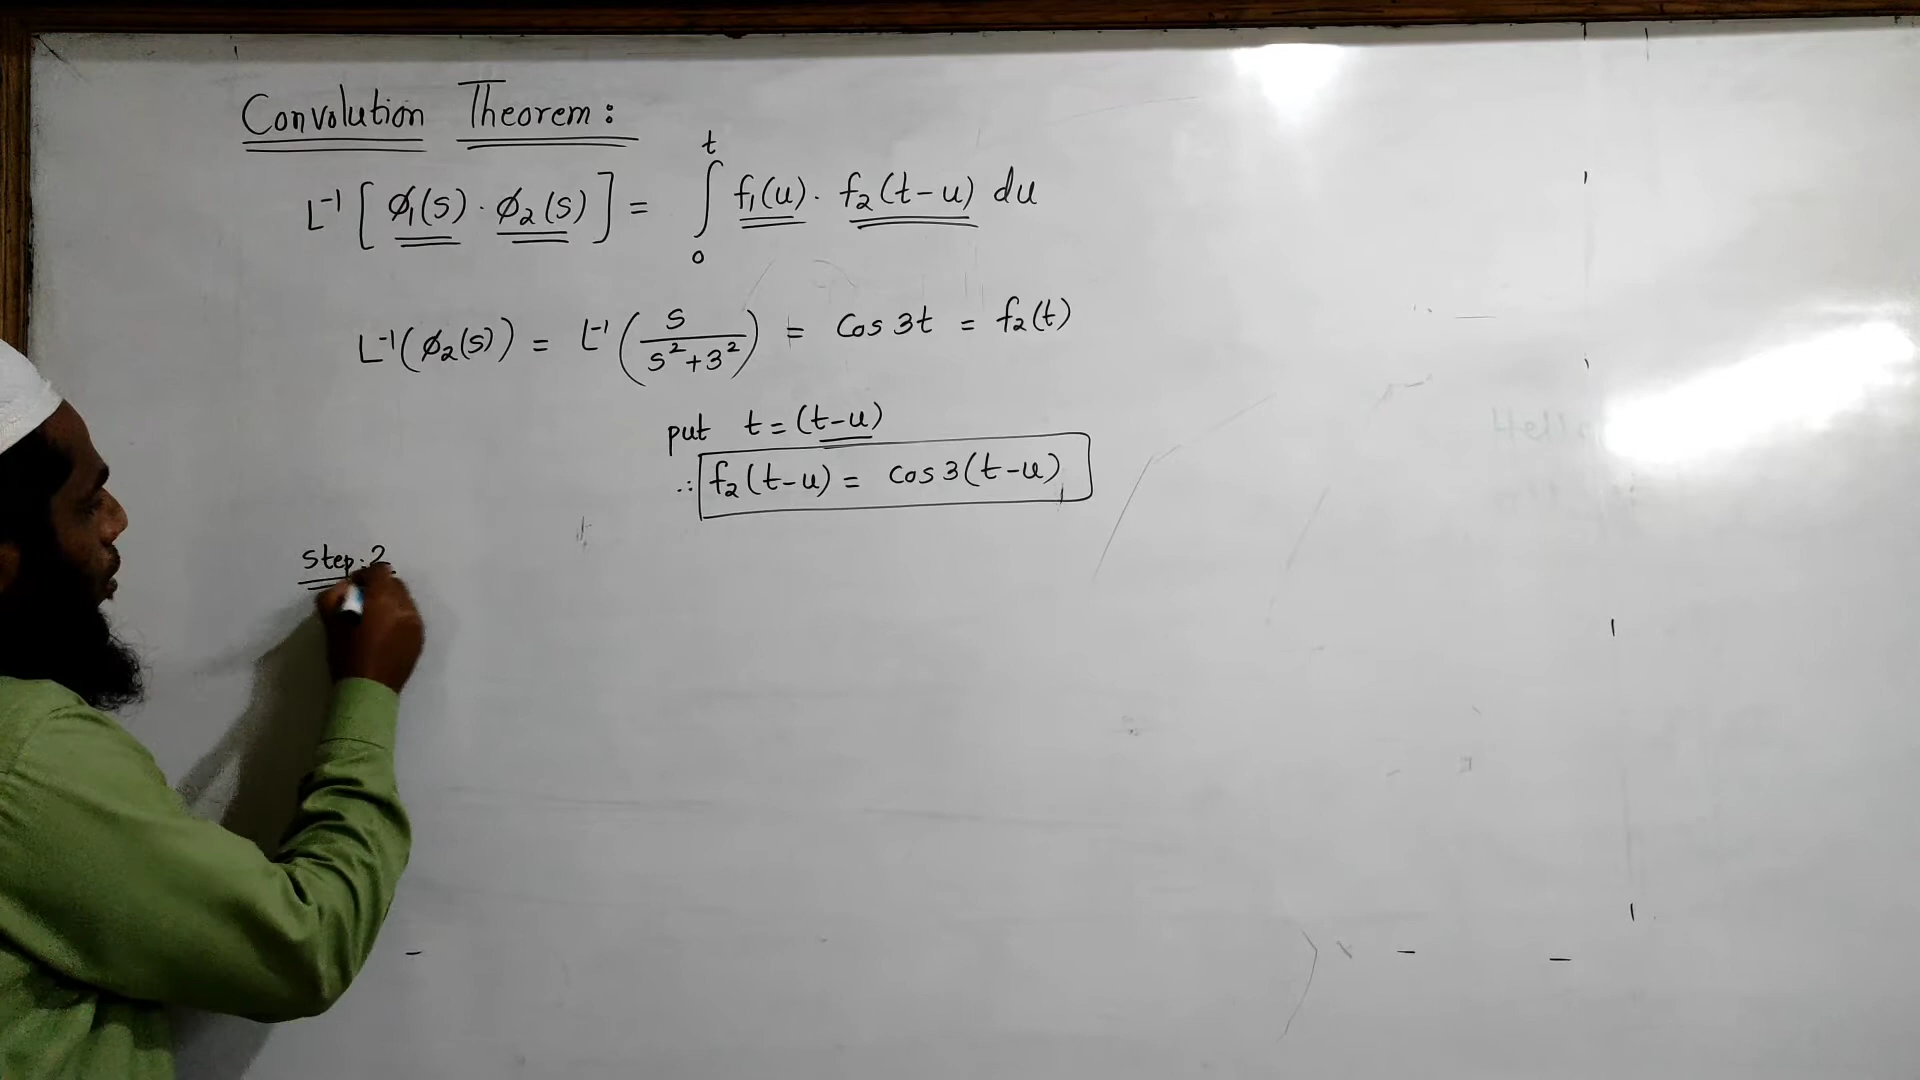 Convolution Theorem:
L⁻¹[ϕ₁(s)·ϕ₂(s)] = ∫₀ᵗ f₁(u)·f₂(t-u) du
L⁻¹(ϕ₂(s)) = L⁻¹(s/(s²+3²)) = Cos 3t = f₂(t)
put t = (t-u)
∴ f₂(t-u) = cos 3(t-u)
Step:2